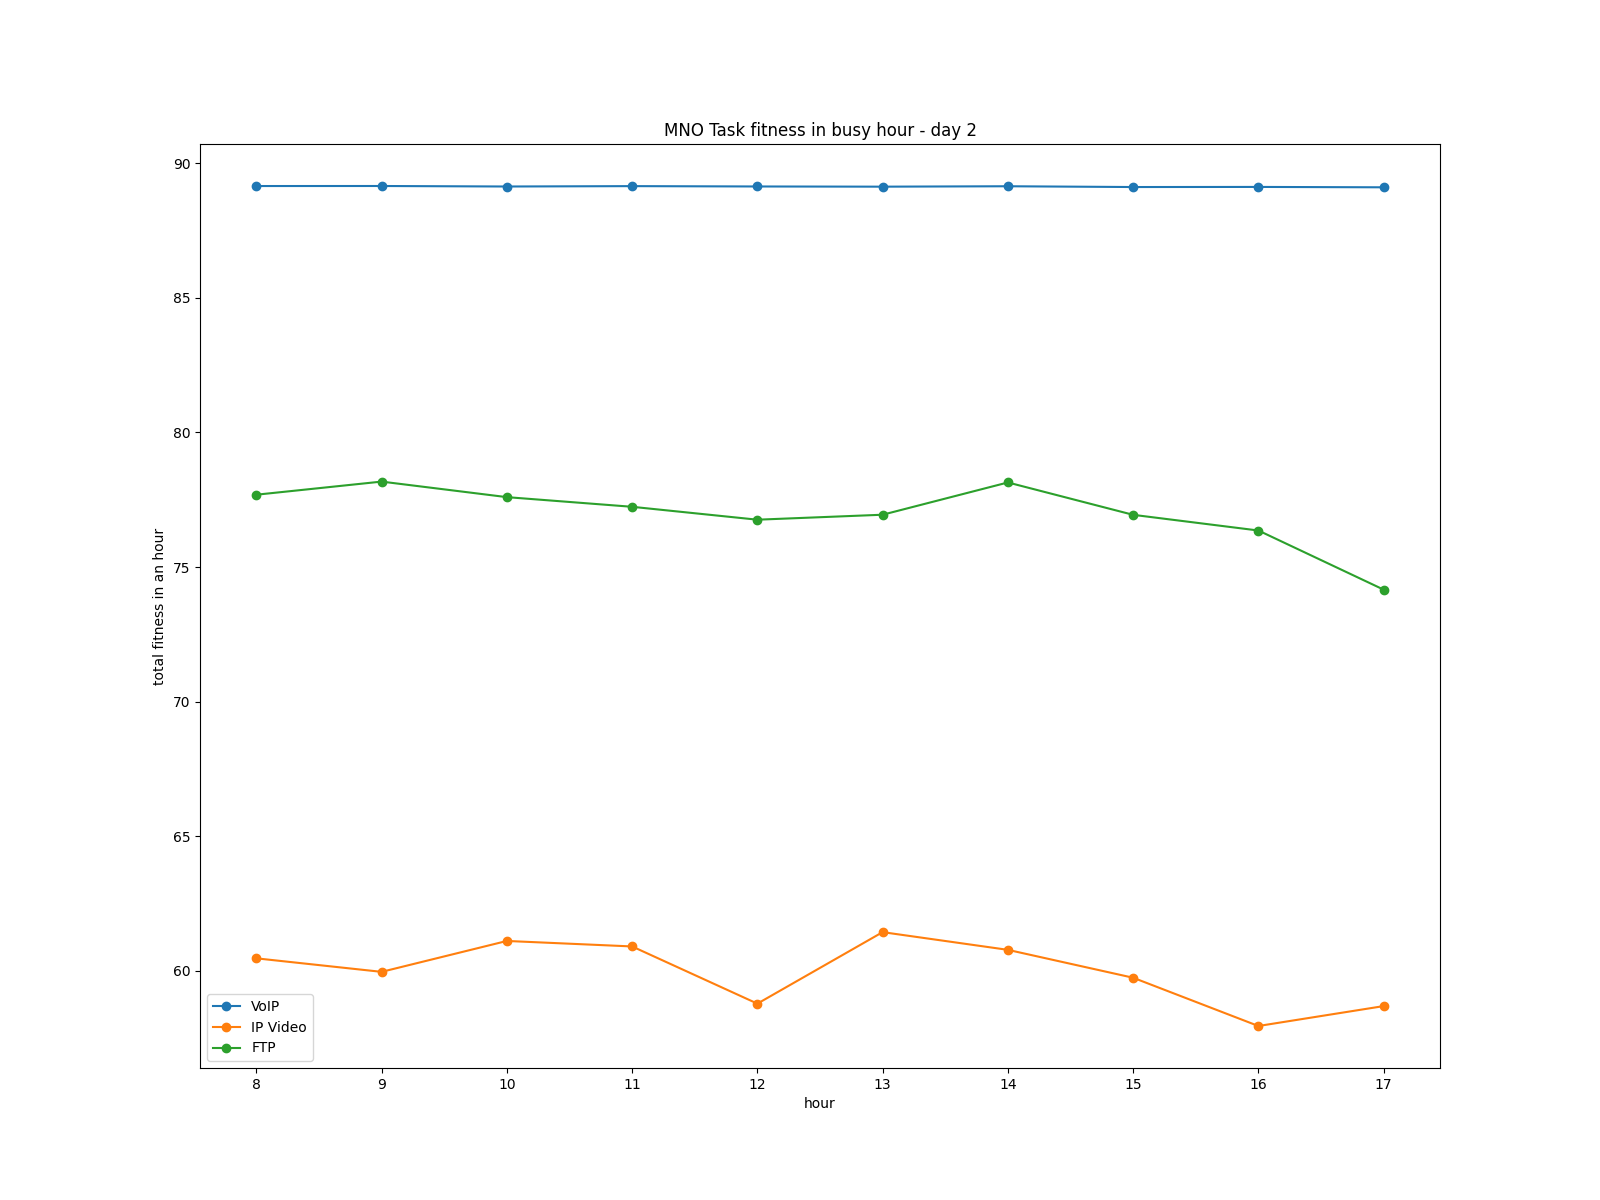 MNO Task fitness in busy hour - day 2
total fitness in an hour
90
85
80
75
70
65
60
VoIP
IP Video
FTP
8 9 10 11 12 13 14 15 16 17
hour